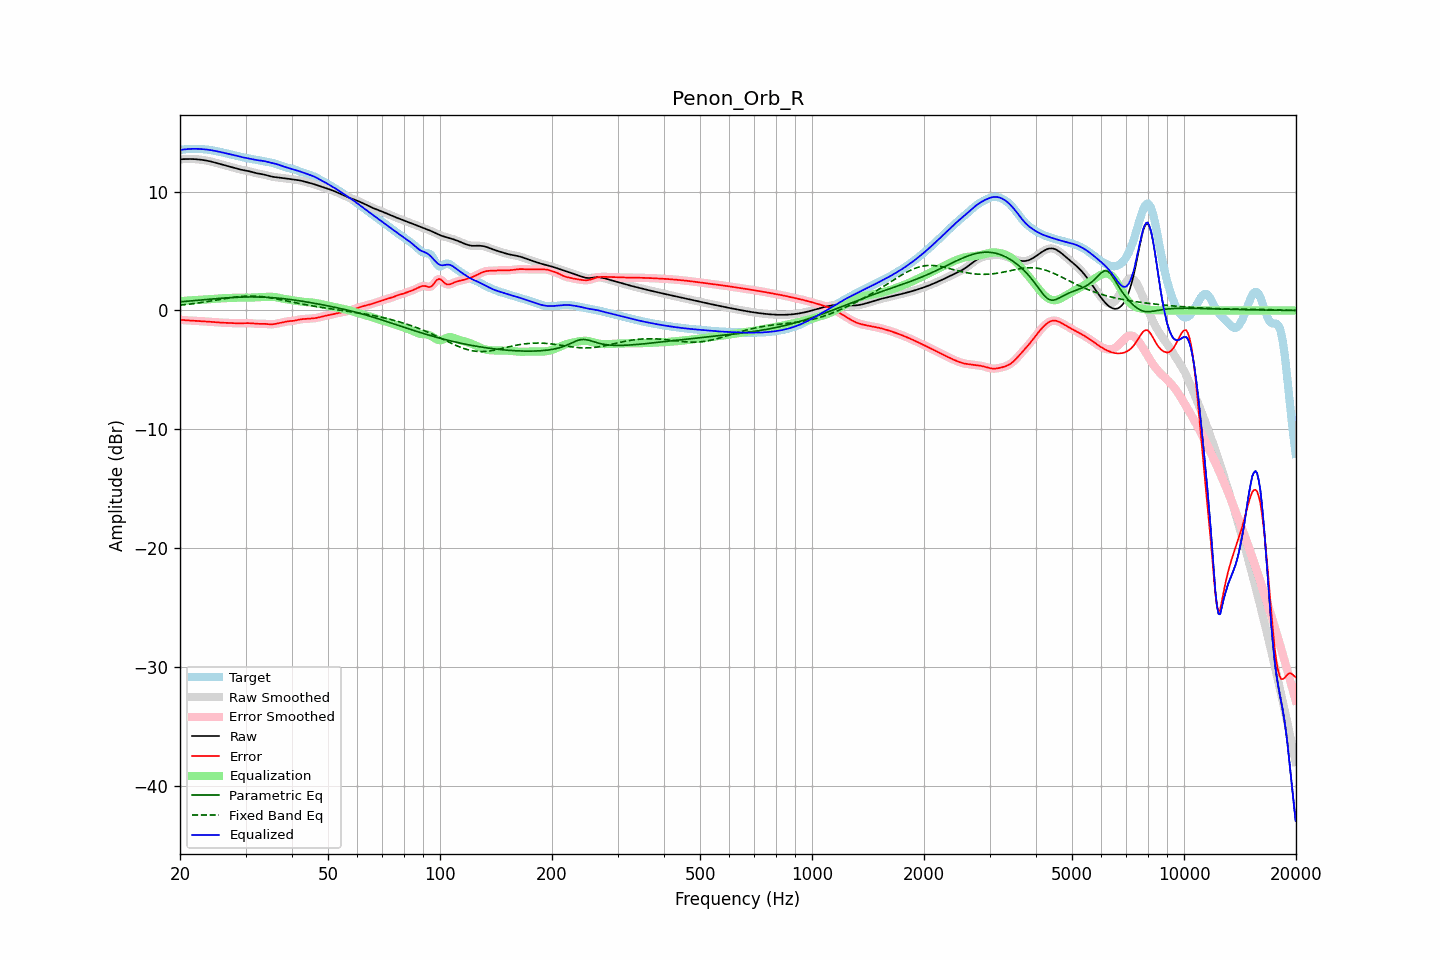 Penon_Orb_R
Amplitude (dBr)
10
0
−10
−20
−30
−40
Target
Raw Smoothed
Error Smoothed
Raw
Error
Equalization
Parametric Eq
Fixed Band Eq
Equalized
20 50 100 200 500 1000 2000 5000 10000 20000
Frequency (Hz)